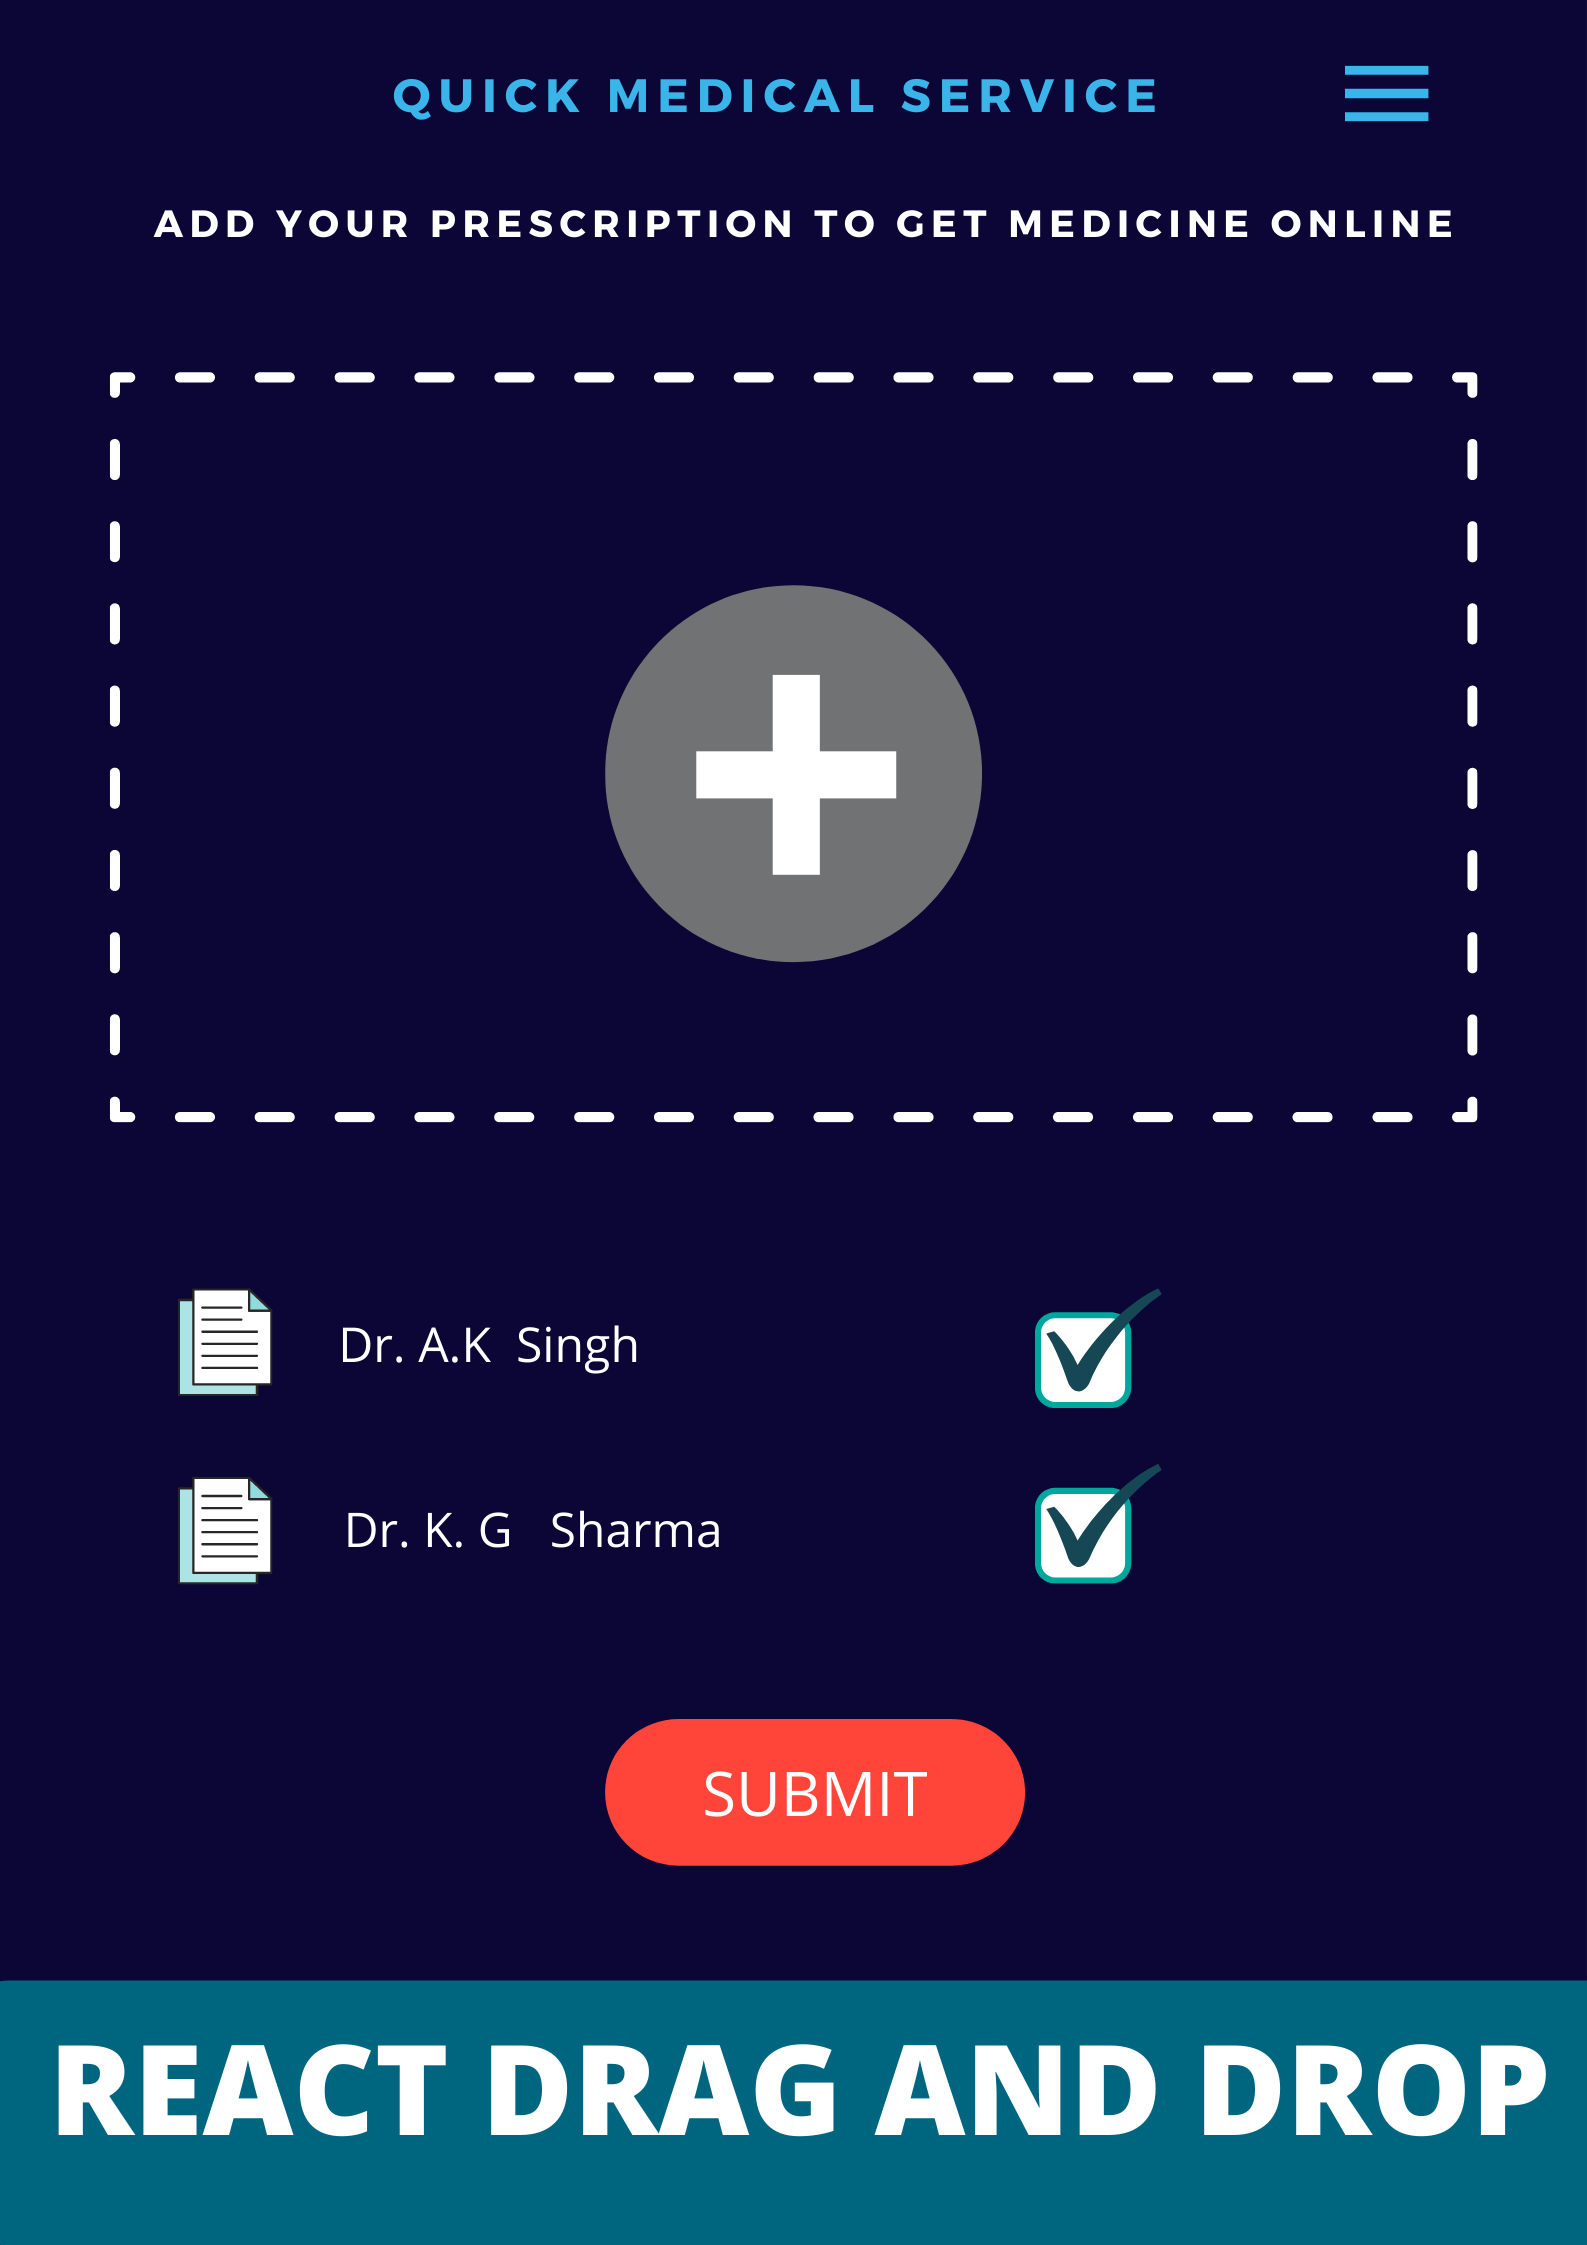 QUICK MEDICAL SERVICE
ADD YOUR PRESCRIPTION TO GET MEDICINE ONLINE
Dr. A.K Singh
Dr. K. G Sharma
SUBMIT
REACT DRAG AND DROP